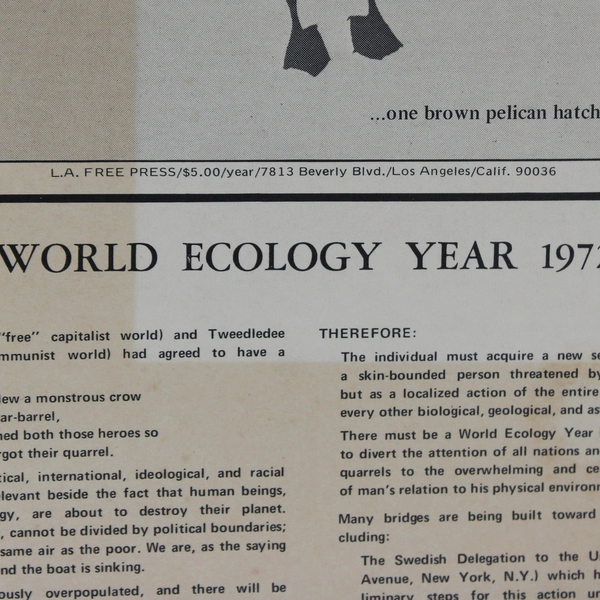 ...one brown pelican hatch
L.A. FREE PRESS/$5.00/year/7813 Beverly Blvd./Los Angeles/Calif. 90036
WORLD ECOLOGY YEAR 197
"free" capitalist world) and Tweedledee
mmunist world) had agreed to have a
lew a monstrous crow
ar-barrel,
ned both those heroes so
rgot their quarrel.
tical, international, ideological, and racial
elevant beside the fact that human beings,
gy, are about to destroy their planet.
, cannot be divided by political boundaries;
same air as the poor. We are, as the saying
nd the boat is sinking.
ously overpopulated, and there will be
THEREFORE:
The individual must acquire a new se
a skin-bounded person threatened by
but as a localized action of the entire
every other biological, geological, and as
There must be a World Ecology Year
to divert the attention of all nations an
quarrels to the overwhelming and ce
of man's relation to his physical environm
Many bridges are being built toward
cluding:
The Swedish Delegation to the U
Avenue, New York, N.Y.) which h
liminary steps for this action u